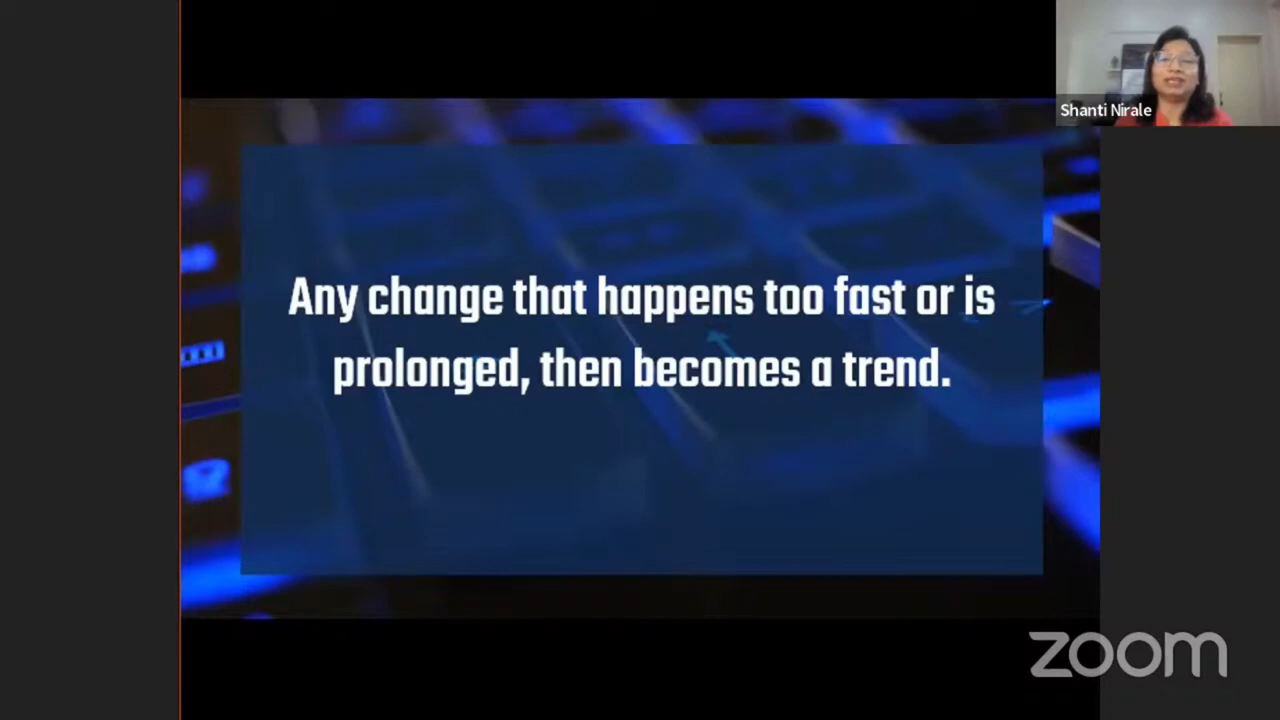 Shanti Nirale
Any change that happens too fast or is
prolonged, then becomes a trend.
zoom